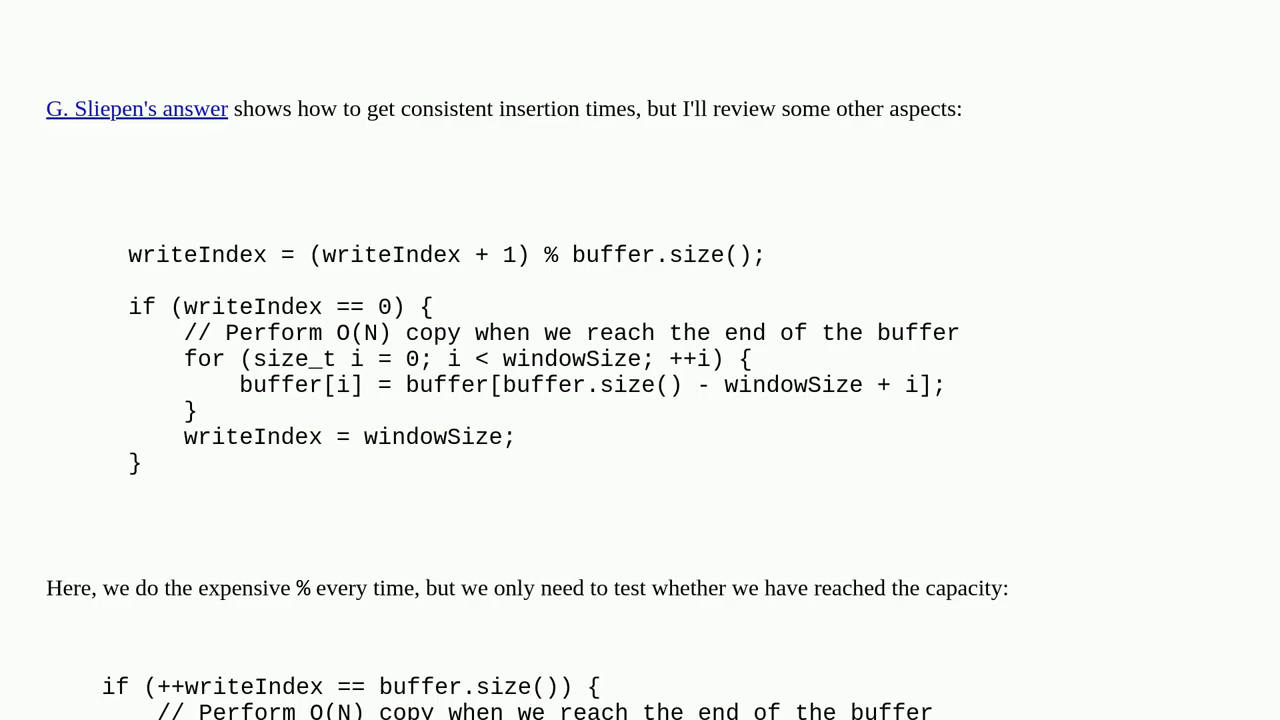 G. Sliepen's answer shows how to get consistent insertion times, but I'll review some other aspects:
writeIndex = (writeIndex + 1) % buffer.size();
if (writeIndex == 0) {
    // Perform O(N) copy when we reach the end of the buffer
    for (size_t i = 0; i < windowSize; ++i) {
        buffer[i] = buffer[buffer.size() - windowSize + i];
    }
    writeIndex = windowSize;
}
Here, we do the expensive % every time, but we only need to test whether we have reached the capacity:
if (++writeIndex == buffer.size()) {
    // Perform O(N) copy when we reach the end of the buffer